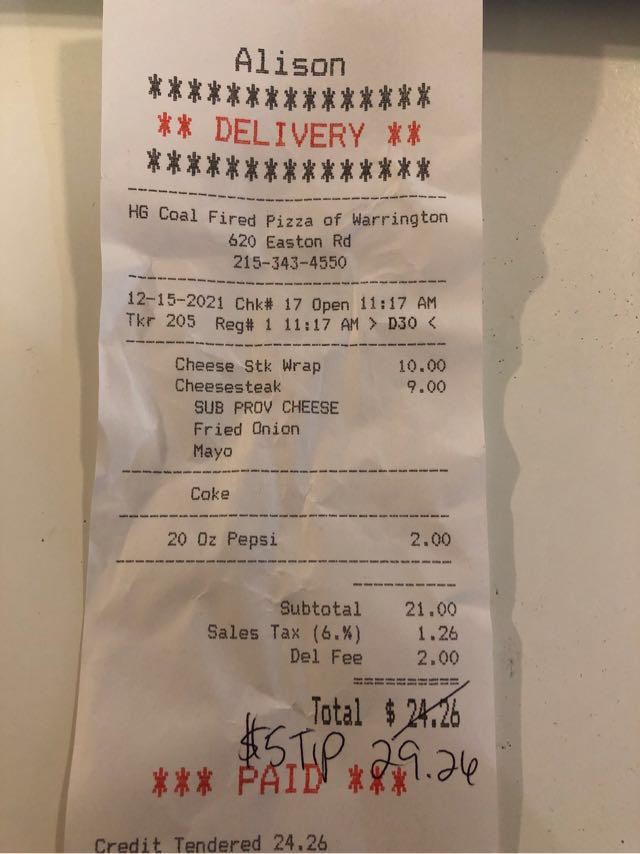 Alison
***************
** DELIVERY **
***************
HG Coal Fired Pizza of Warrington
620 Easton Rd
215-343-4550
12-15-2021 Chk# 17 Open 11:17 AM
Tkr 205 Reg# 1 11:17 AM > D30 <
Cheese Stk Wrap 10.00
Cheesesteak 9.00
SUB PROV CHEESE
Fried Onion
Mayo
Coke
20 Oz Pepsi 2.00
Subtotal 21.00
Sales Tax (6.%) 1.26
Del Fee 2.00
Total $ 24.26
$5 TIP 29.26
*** PAID ***
Credit Tendered 24.26